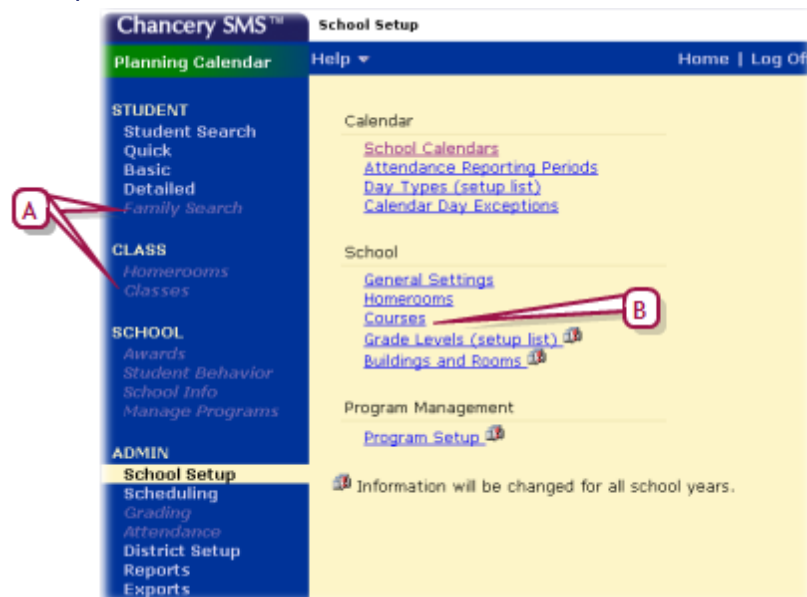 Chancery SMS™
School Setup
Planning Calendar
Help
Home | Log Of
STUDENT
Student Search
Quick
Basic
Detailed
Family Search
A
CLASS
Homerooms
Classes
SCHOOL
Awards
Student Behavior
School Info
Manage Programs
ADMIN
School Setup
Scheduling
Grading
Attendance
District Setup
Reports
Exports
Calendar
School Calendars
Attendance Reporting Periods
Day Types (setup list)
Calendar Day Exceptions
School
General Settings
Homerooms
Courses
B
Grade Levels (setup list)
Buildings and Rooms
Program Management
Program Setup
Information will be changed for all school years.